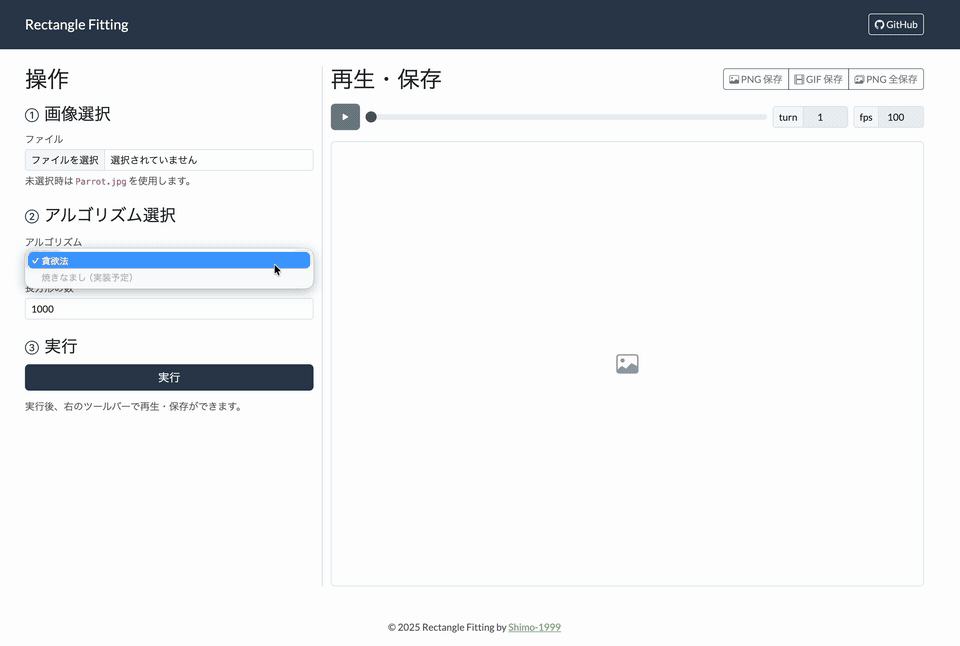 Rectangle Fitting
GitHub
操作
① 画像選択
ファイル
ファイルを選択 選択されていません
未選択時は Parrot.jpg を使用します。
② アルゴリズム選択
アルゴリズム
✓ 貪欲法
焼きなまし (実装予定)
長方形の数
1000
③ 実行
実行
実行後、右のツールバーで再生・保存ができます。
再生・保存
PNG 保存 GIF 保存 PNG 全保存
turn 1 fps 100
© 2025 Rectangle Fitting by Shimo-1999